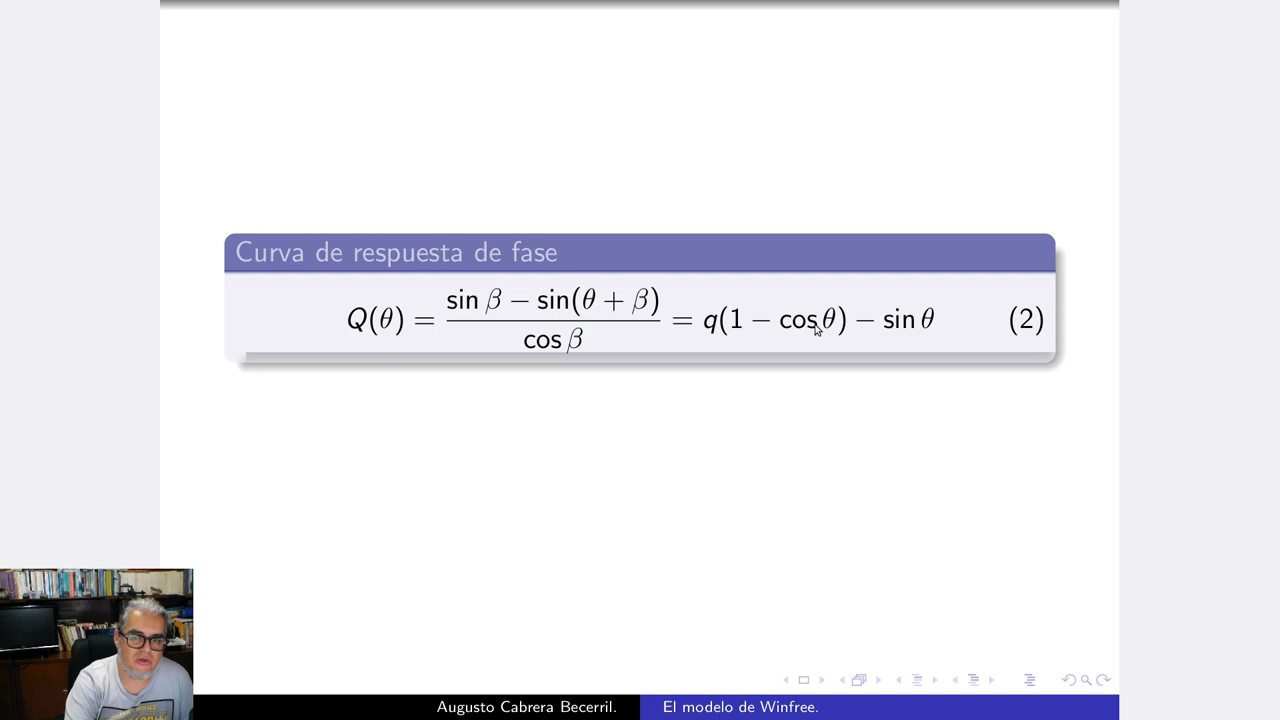 Curva de respuesta de fase
Q(θ) = (sin β − sin(θ + β)) / cos β = q(1 − cos θ) − sin θ (2)
Augusto Cabrera Becerril. El modelo de Winfree.